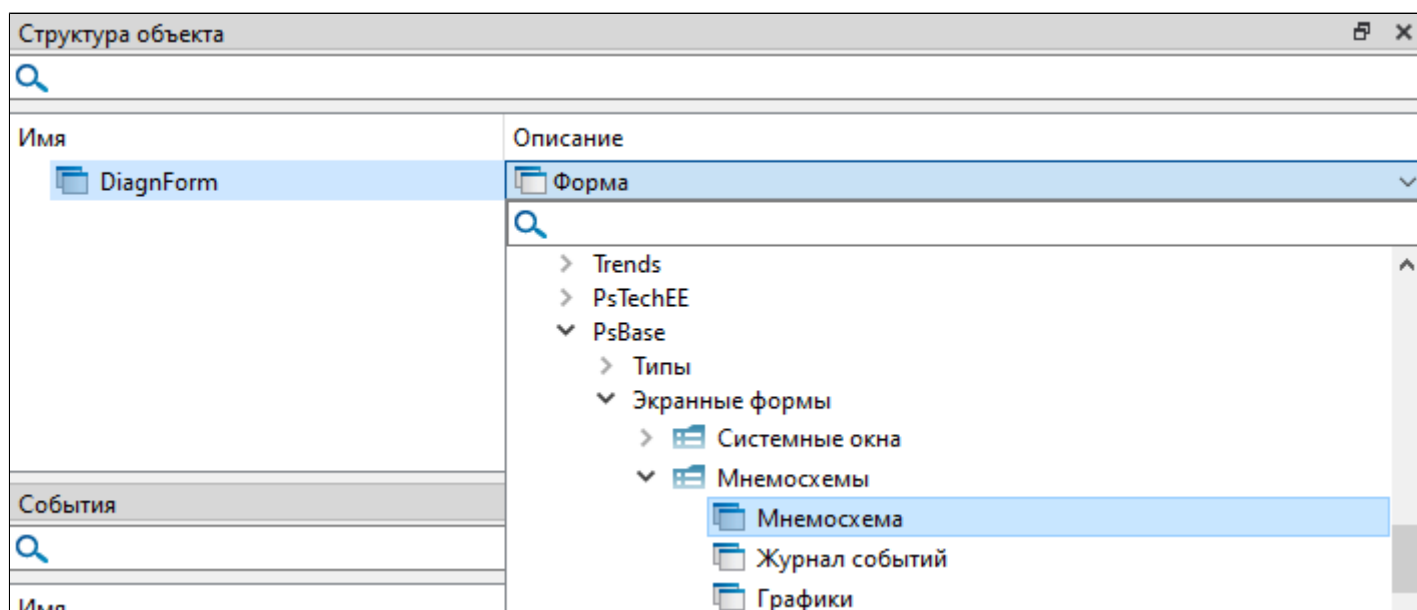 Структура объекта
Имя Описание
DiagnForm Форма
Trends
PsTechEE
PsBase
Типы
Экранные формы
Системные окна
Мнемосхемы
События
Мнемосхема
Журнал событий
Имя Графики